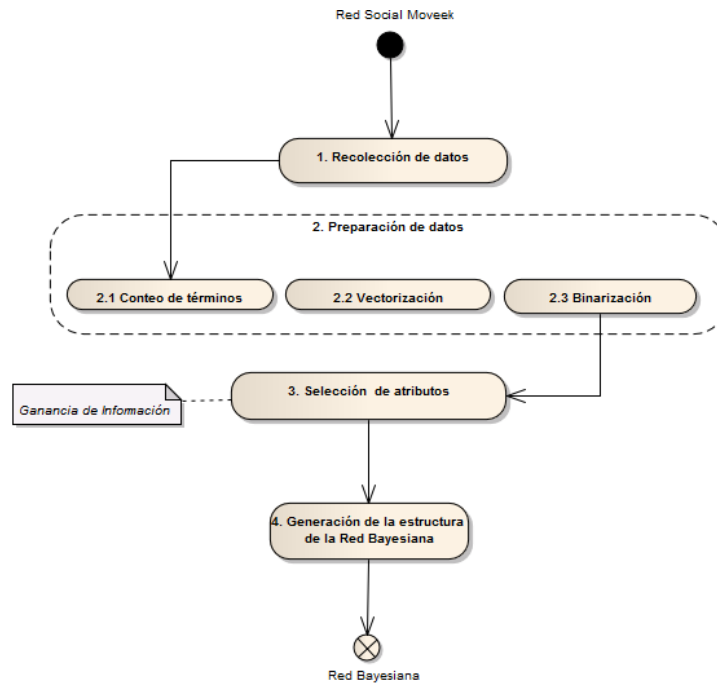 Red Social Moveek
1. Recolección de datos
2. Preparación de datos
2.1 Conteo de términos
2.2 Vectorización
2.3 Binarización
3. Selección de atributos
Ganancia de Información
4. Generación de la estructura
de la Red Bayesiana
Red Bayesiana